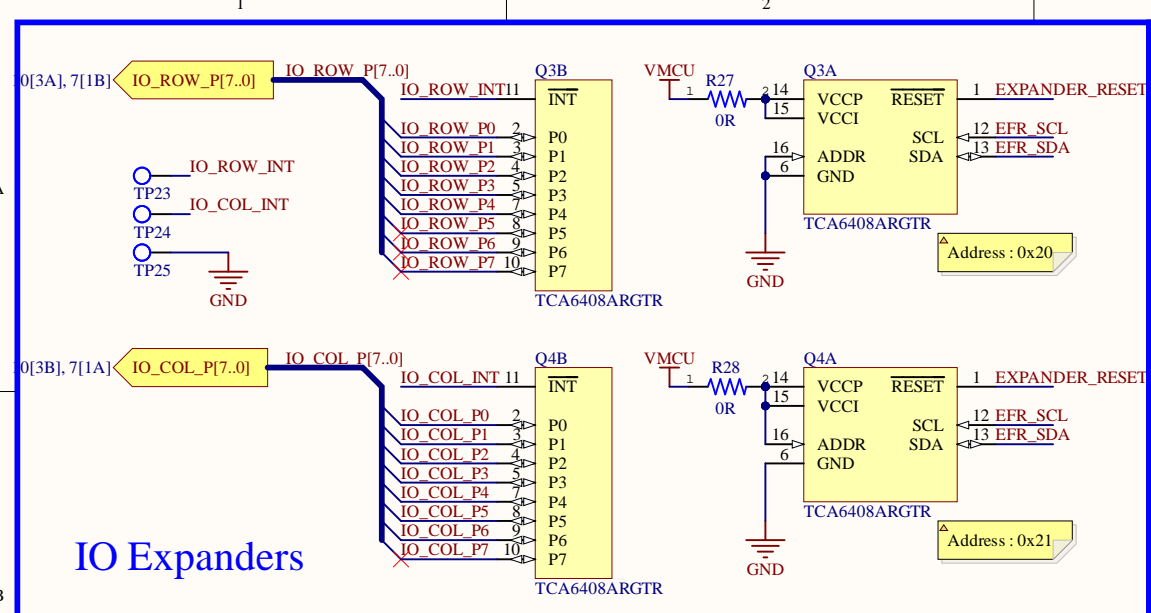 1 2
0[3A], 7[1B] IO_ROW_P[7..0] IO_ROW_P[7..0]
Q3B
IO_ROW_INT 11 INT
IO_ROW_P0 2 P0
IO_ROW_P1 3 P1
IO_ROW_P2 4 P2
IO_ROW_P3 5 P3
IO_ROW_P4 7 P4
IO_ROW_P5 8 P5
IO_ROW_P6 9 P6
IO_ROW_P7 10 P7
TCA6408ARGTR
IO_ROW_INT
TP23
IO_COL_INT
TP24
TP25
GND
VMCU
R27
1 2
0R
Q3A
14 VCCP RESET 1 EXPANDER_RESET
15 VCCI
SCL 12 EFR_SCL
16 ADDR SDA 13 EFR_SDA
6 GND
TCA6408ARGTR
GND
Address : 0x20
0[3B], 7[1A] IO_COL_P[7..0] IO_COL_P[7..0]
Q4B
IO_COL_INT 11 INT
IO_COL_P0 2 P0
IO_COL_P1 3 P1
IO_COL_P2 4 P2
IO_COL_P3 5 P3
IO_COL_P4 7 P4
IO_COL_P5 8 P5
IO_COL_P6 9 P6
IO_COL_P7 10 P7
TCA6408ARGTR
VMCU
R28
1 2
0R
Q4A
14 VCCP RESET 1 EXPANDER_RESET
15 VCCI
SCL 12 EFR_SCL
16 ADDR SDA 13 EFR_SDA
6 GND
TCA6408ARGTR
GND
Address : 0x21
IO Expanders